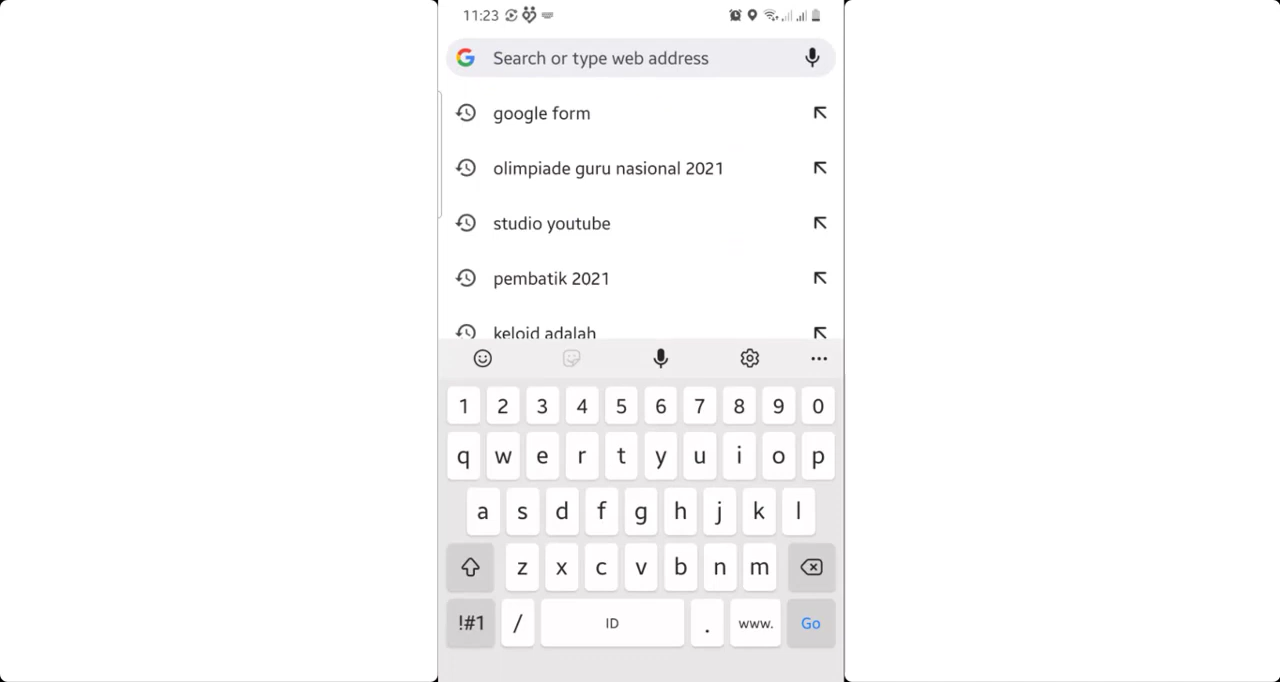 11:23
Search or type web address
google form
olimpiade guru nasional 2021
studio youtube
pembatik 2021
keloid adalah
1 2 3 4 5 6 7 8 9 0
q w e r t y u i o p
a s d f g h j k l
z x c v b n m
!#1 / ID . www. Go